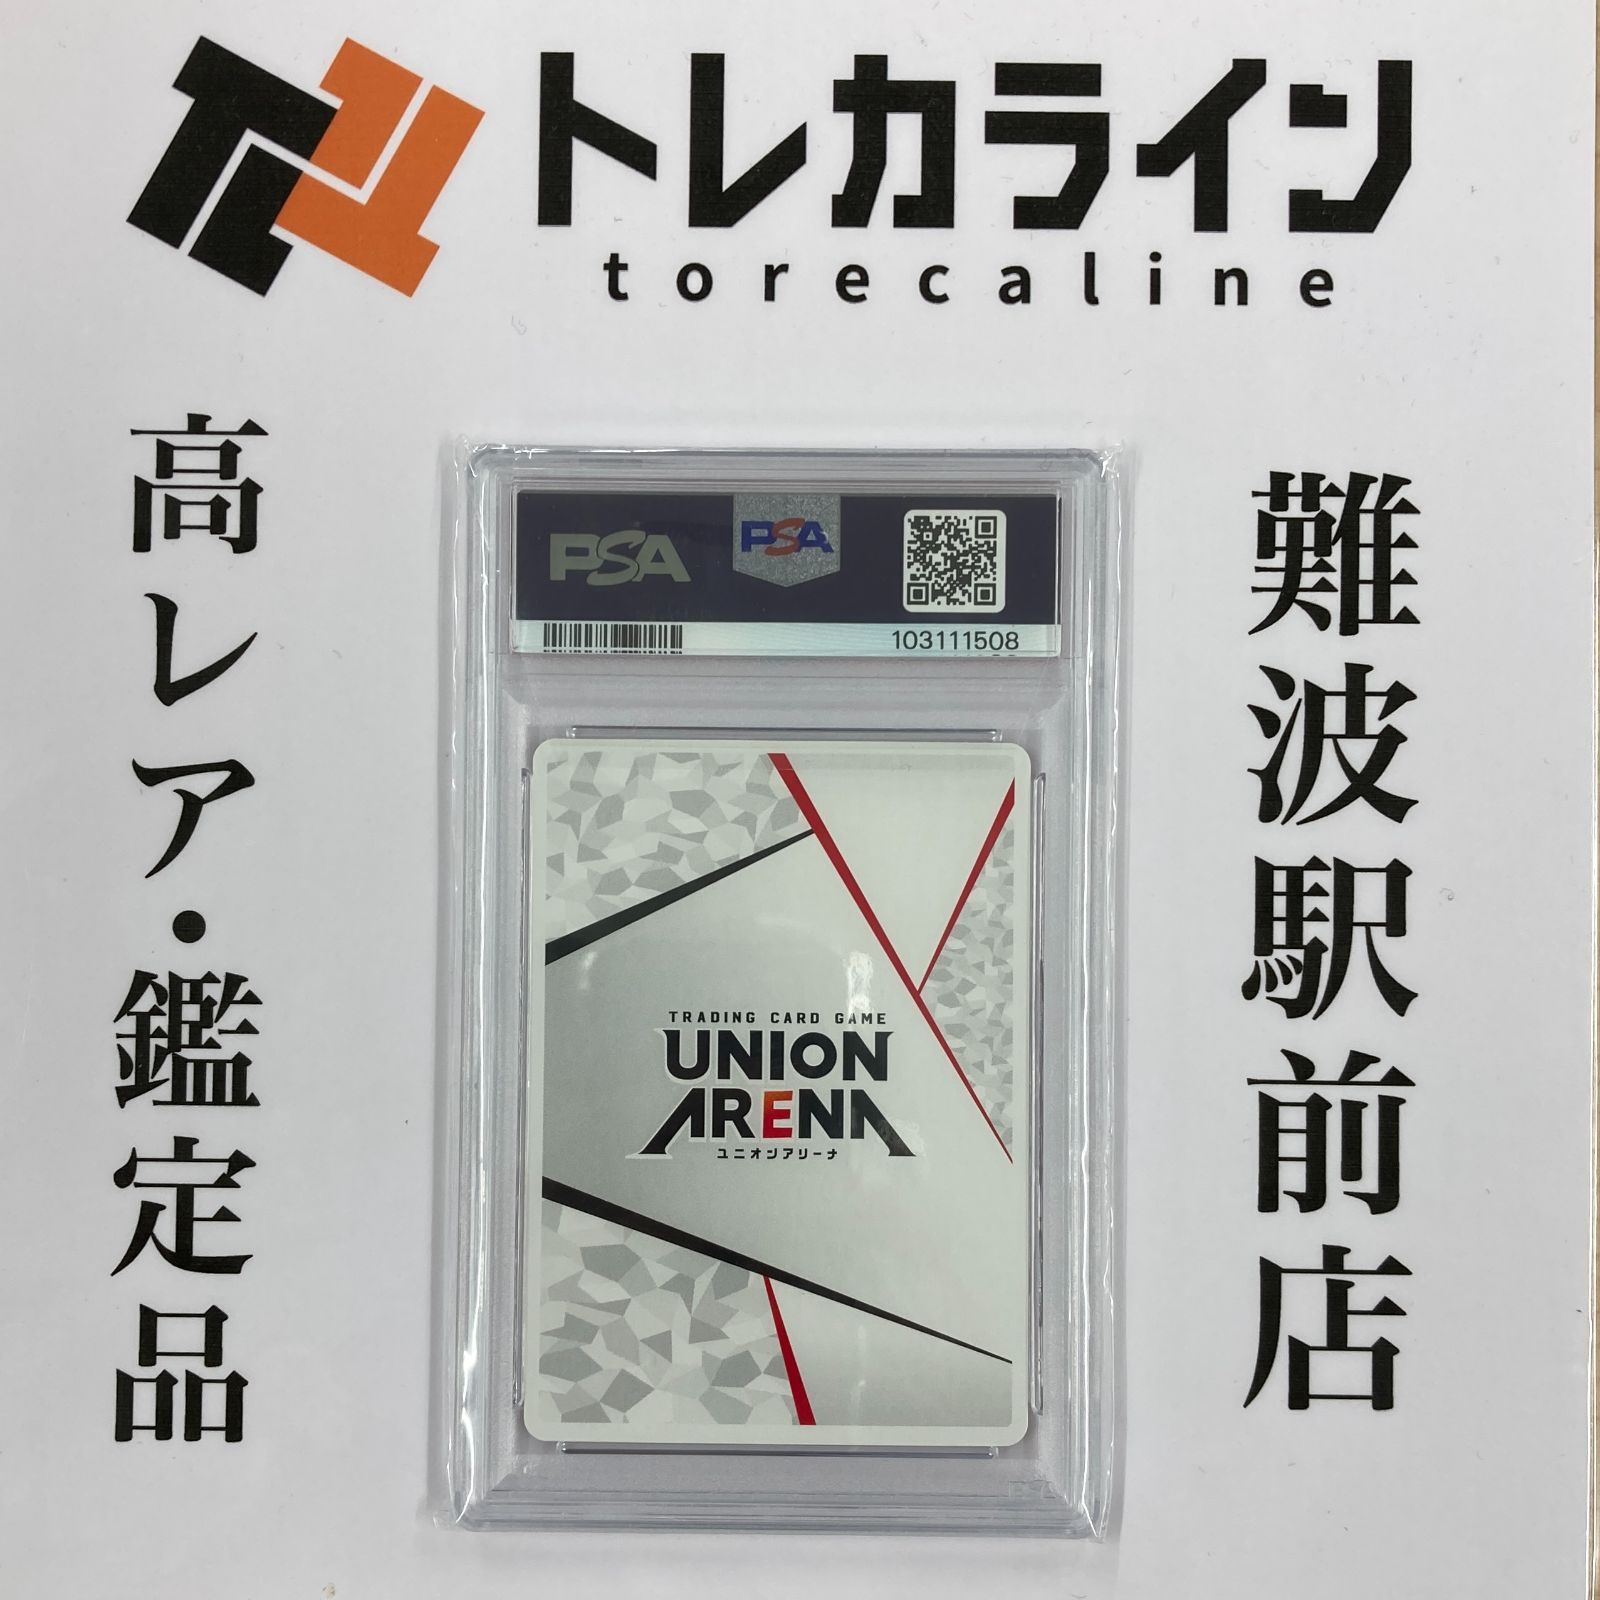 トレカライン
torecaline
高レア・鑑定品
難波駅前店
PSA
PSA
103111508
TRADING CARD GAME
UNION
ARENA
ユニオンアリーナ